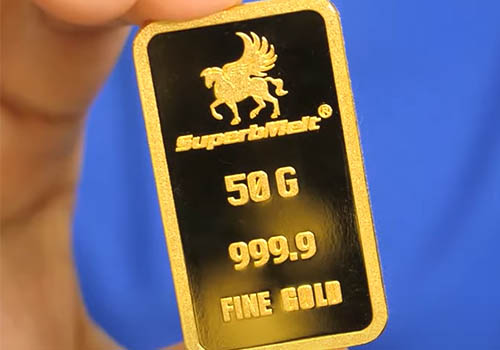 SuperbMelt®
50 G
999.9
FINE GOLD